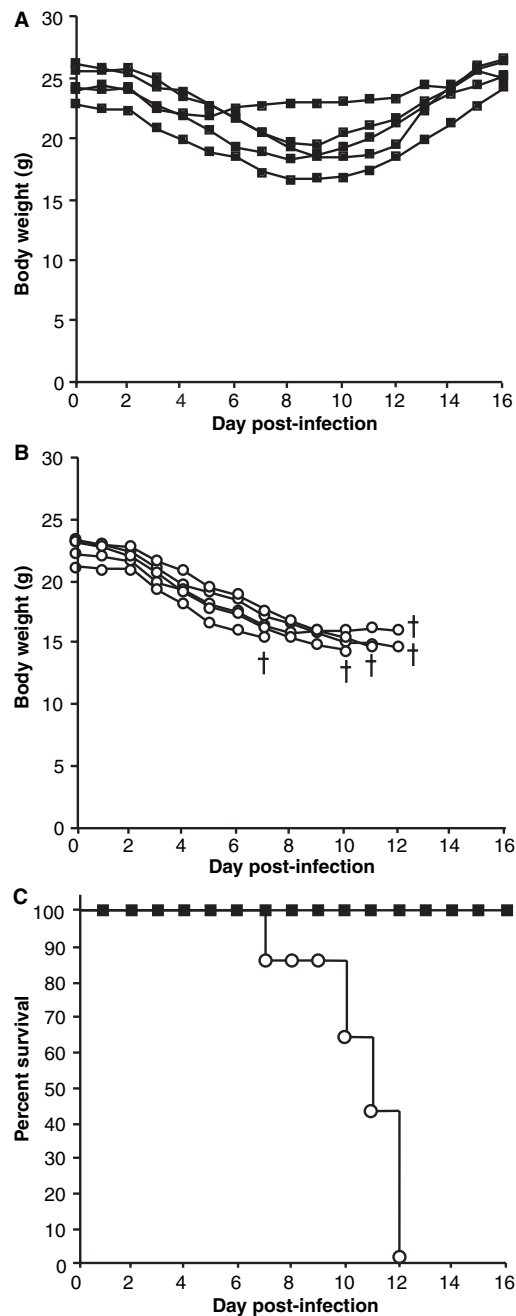 A
30
25
20
15
10
5
0
Body weight (g)
0 2 4 6 8 10 12 14 16
Day post-infection
B
30
25
20
15
10
5
0
Body weight (g)
† † † † †
0 2 4 6 8 10 12 14 16
Day post-infection
C
100
90
80
70
60
50
40
30
20
10
0
Percent survival
0 2 4 6 8 10 12 14 16
Day post-infection